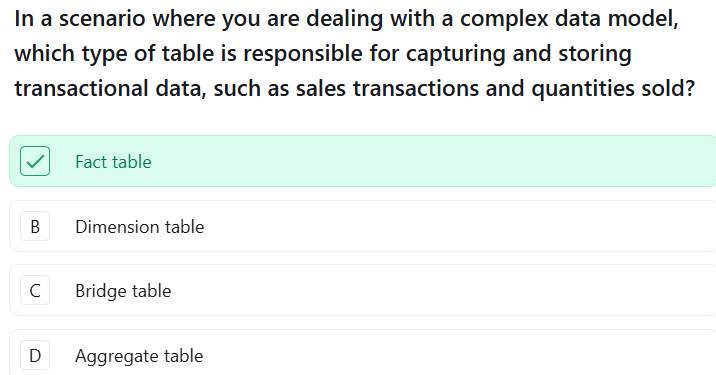 In a scenario where you are dealing with a complex data model,
which type of table is responsible for capturing and storing
transactional data, such as sales transactions and quantities sold?
Fact table
B Dimension table
C Bridge table
D Aggregate table